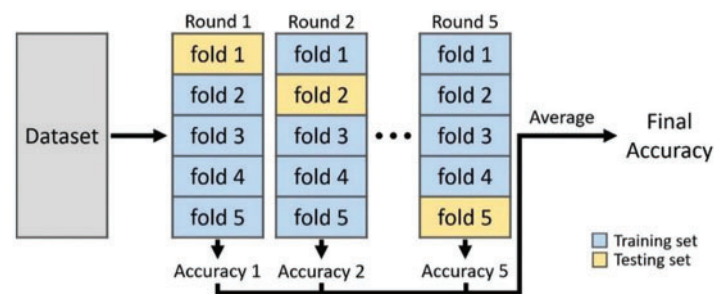 Round 1
Round 2
Round 5
Dataset
fold 1
fold 2
fold 3
fold 4
fold 5
fold 1
fold 2
fold 3
fold 4
fold 5
fold 1
fold 2
fold 3
fold 4
fold 5
Accuracy 1
Accuracy 2
Accuracy 5
Average
Final
Accuracy
Training set
Testing set